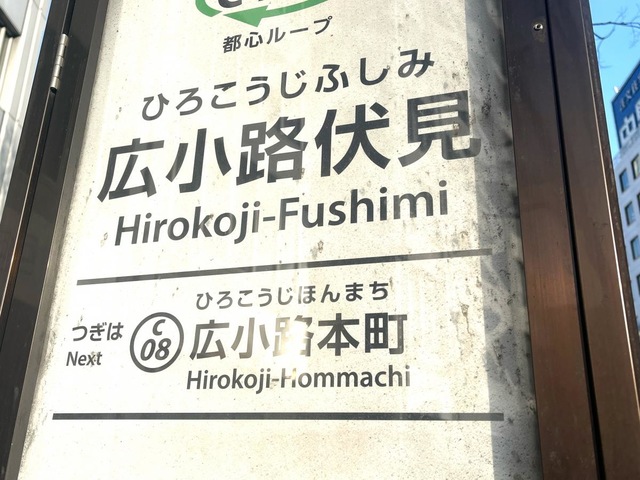 都心ループ
ひろこうじふしみ
広小路伏見
Hirokoji-Fushimi
ひろこうじほんまち
つぎは
Next
C
08
広小路本町
Hirokoji-Hommachi